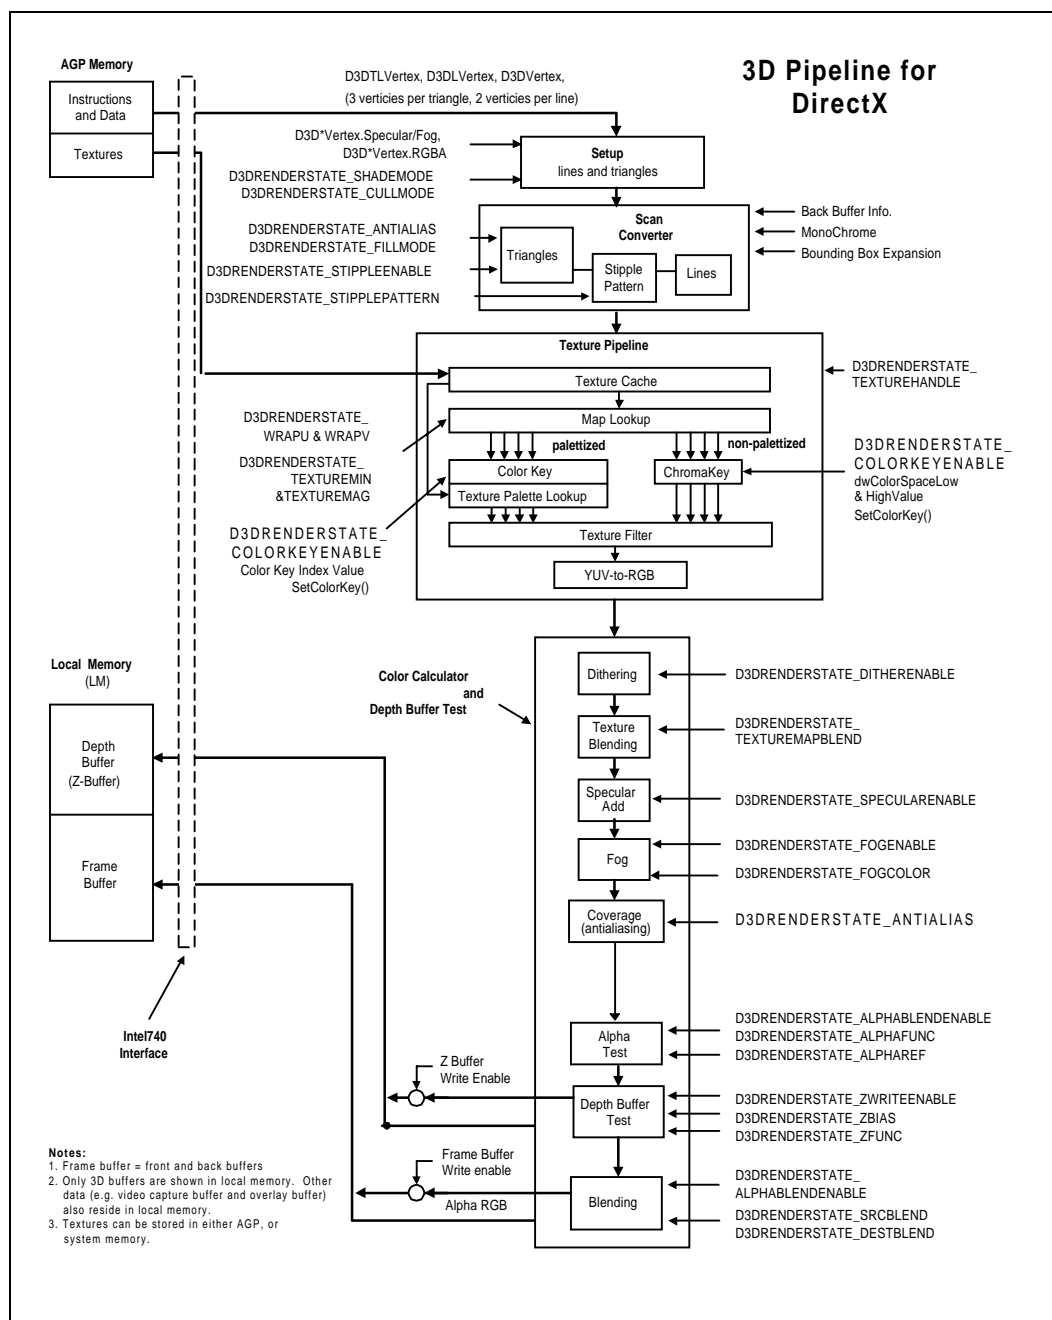 3D Pipeline for
DirectX
AGP Memory
Instructions
and Data
Textures
D3DTLVertex, D3DLVertex, D3DVertex,
(3 verticies per triangle, 2 verticies per line)
D3D*Vertex.Specular/Fog,
D3D*Vertex.RGBA
D3DRENDERSTATE_SHADEMODE
D3DRENDERSTATE_CULLMODE
Setup
lines and triangles
D3DRENDERSTATE_ANTIALIAS
D3DRENDERSTATE_FILLMODE
D3DRENDERSTATE_STIPPLEENABLE
D3DRENDERSTATE_STIPPLEPATTERN
Scan
Converter
Triangles
Stipple
Pattern
Lines
Back Buffer Info.
MonoChrome
Bounding Box Expansion
Texture Pipeline
Texture Cache
D3DRENDERSTATE_
TEXTUREHANDLE
Map Lookup
D3DRENDERSTATE_
WRAPU & WRAPV
D3DRENDERSTATE_
TEXTUREMIN
&TEXTUREMAG
palettized
non-palettized
Color Key
Texture Palette Lookup
ChromaKey
D3DRENDERSTATE_
COLORKEYENABLE
dwColorSpaceLow
& HighValue
SetColorKey()
D3DRENDERSTATE_
COLORKEYENABLE
Color Key Index Value
SetColorKey()
Texture Filter
YUV-to-RGB
Local Memory
(LM)
Depth
Buffer
(Z-Buffer)
Frame
Buffer
Color Calculator
and
Depth Buffer Test
Dithering
D3DRENDERSTATE_DITHERENABLE
Texture
Blending
D3DRENDERSTATE_
TEXTUREMAPBLEND
Specular
Add
D3DRENDERSTATE_SPECULARENABLE
Fog
D3DRENDERSTATE_FOGENABLE
D3DRENDERSTATE_FOGCOLOR
Coverage
(antialiasing)
D3DRENDERSTATE_ANTIALIAS
Intel740
Interface
Alpha
Test
D3DRENDERSTATE_ALPHABLENDENABLE
D3DRENDERSTATE_ALPHAFUNC
D3DRENDERSTATE_ALPHAREF
Z Buffer
Write Enable
Depth Buffer
Test
D3DRENDERSTATE_ZWRITEENABLE
D3DRENDERSTATE_ZBIAS
D3DRENDERSTATE_ZFUNC
Frame Buffer
Write enable
Alpha RGB
Blending
D3DRENDERSTATE_
ALPHABLENDENABLE
D3DRENDERSTATE_SRCBLEND
D3DRENDERSTATE_DESTBLEND
Notes:
1. Frame buffer = front and back buffers
2. Only 3D buffers are shown in local memory. Other
data (e.g. video capture buffer and overlay buffer)
also reside in local memory.
3. Textures can be stored in either AGP, or
system memory.